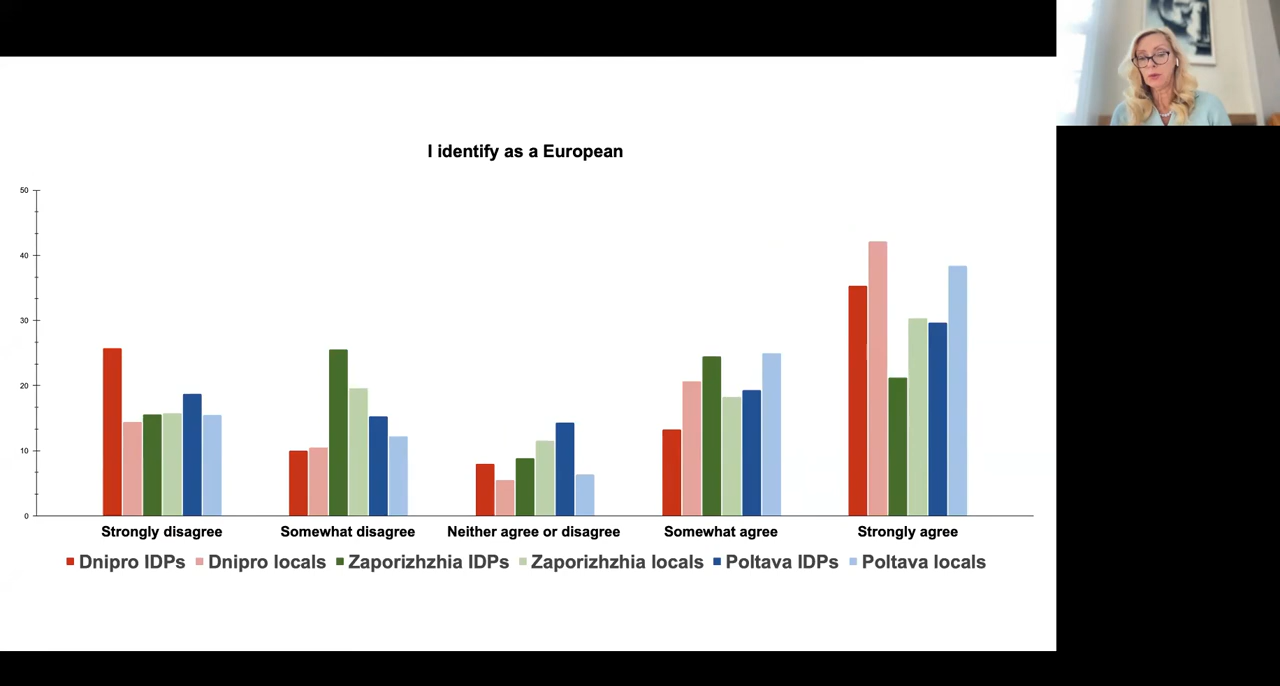 I identify as a European
50
40
30
20
10
0
Strongly disagree Somewhat disagree Neither agree or disagree Somewhat agree Strongly agree
Dnipro IDPs Dnipro locals Zaporizhzhia IDPs Zaporizhzhia locals Poltava IDPs Poltava locals